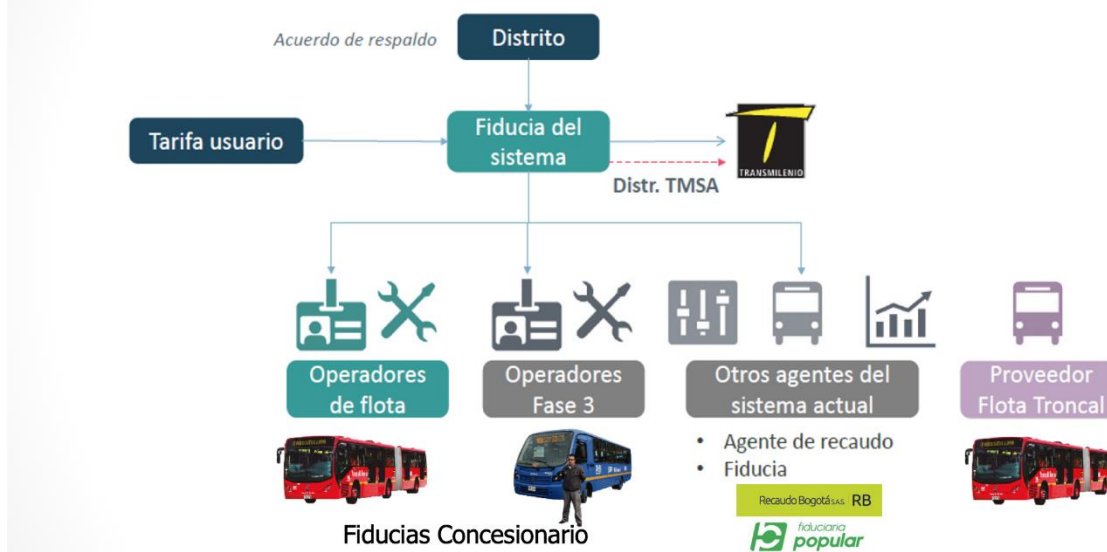 Acuerdo de respaldo
Distrito
Tarifa usuario
Fiducia del
sistema
TRANSMILENIO
Distr. TMSA
Operadores
de flota
Operadores
Fase 3
Otros agentes del
sistema actual
Proveedor
Flota Troncal
• Agente de recaudo
• Fiducia
Recaudo Bogotá S.A.S. RB
fiduciaria
popular
Fiducias Concesionario